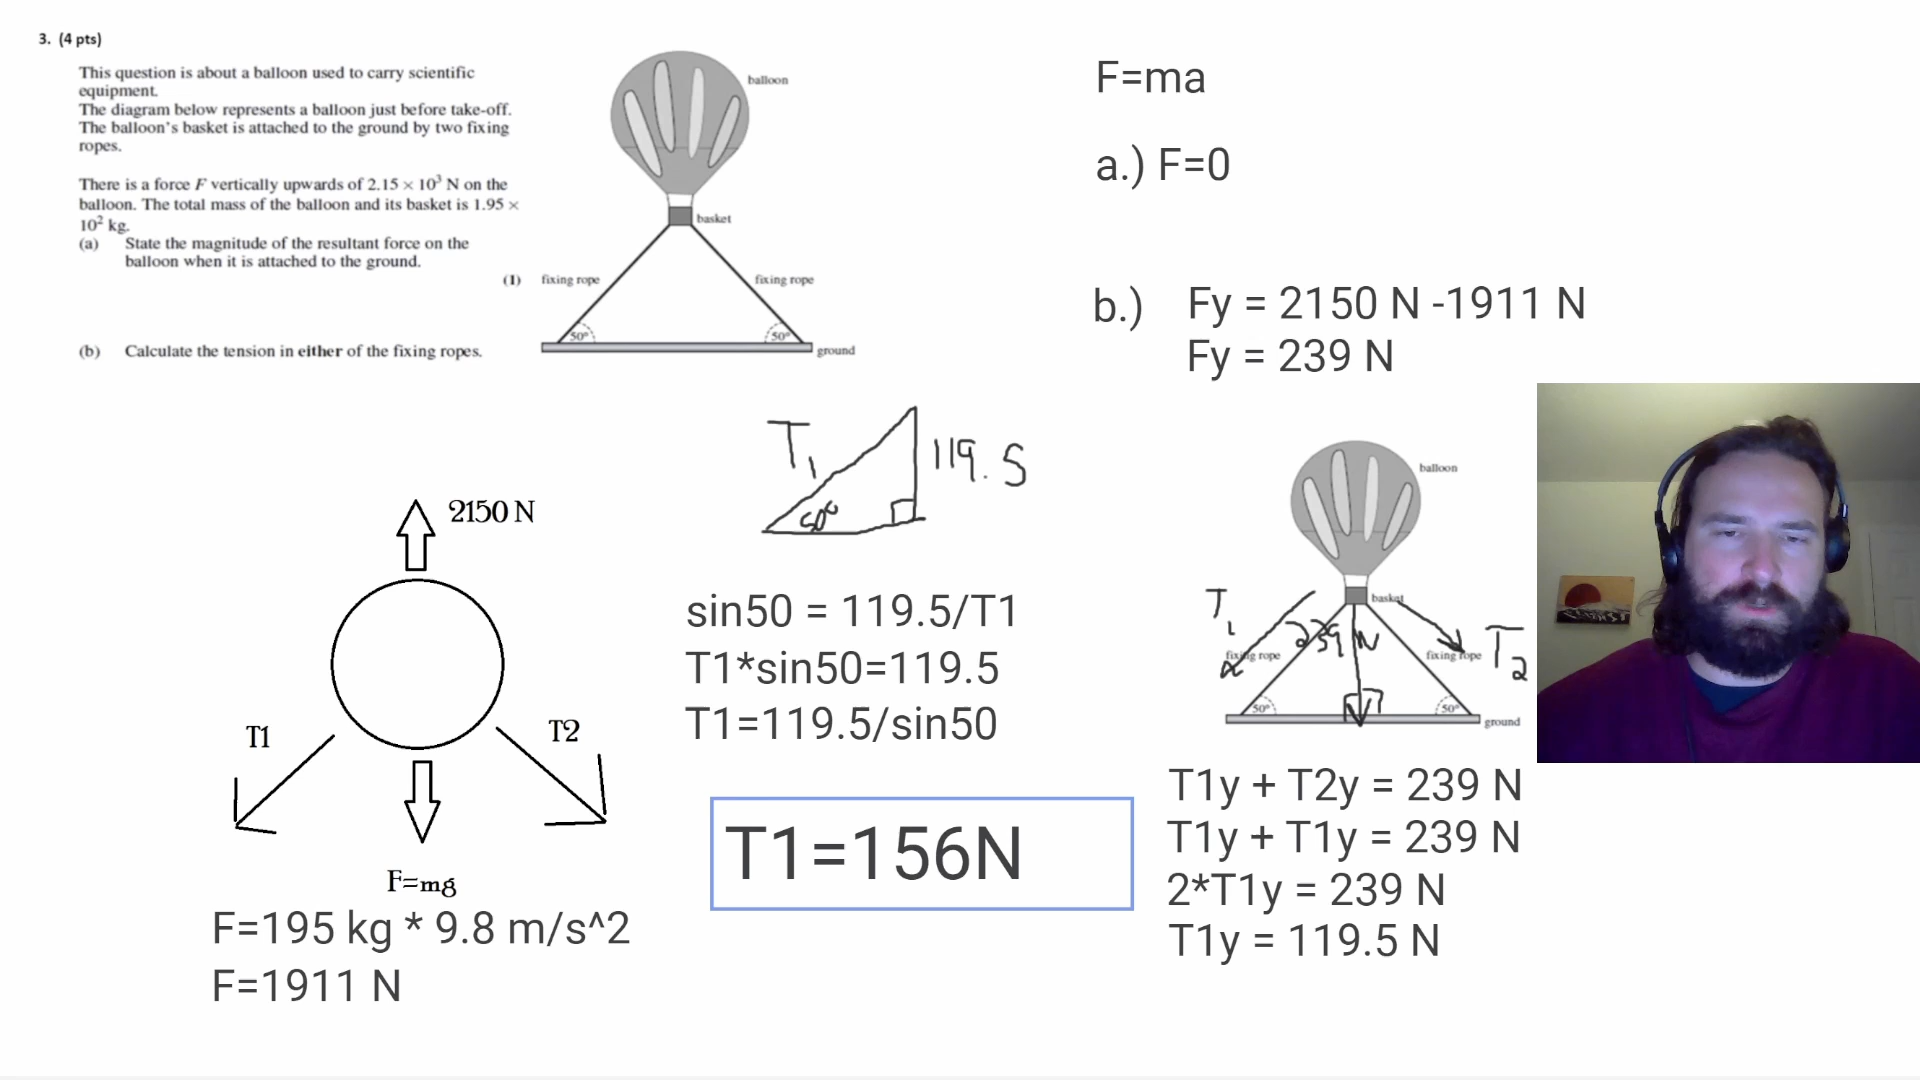 3. (4 pts)
This question is about a balloon used to carry scientific
equipment.
The diagram below represents a balloon just before take-off.
The balloon's basket is attached to the ground by two fixing
ropes.
There is a force F vertically upwards of 2.15 × 10³ N on the
balloon. The total mass of the balloon and its basket is 1.95 ×
10² kg.
(a) State the magnitude of the resultant force on the
balloon when it is attached to the ground.
(1)
(b) Calculate the tension in either of the fixing ropes.
balloon
basket
fixing rope
fixing rope
50°
50°
ground
F=ma
a.) F=0
b.) Fy = 2150 N -1911 N
Fy = 239 N
T1
119.5
50°
2150 N
T1
T2
F=mg
F=195 kg * 9.8 m/s^2
F=1911 N
sin50 = 119.5/T1
T1*sin50=119.5
T1=119.5/sin50
T1=156N
balloon
basket
T1
239 N
T2
fixing rope
fixing rope
50°
50°
ground
T1y + T2y = 239 N
T1y + T1y = 239 N
2*T1y = 239 N
T1y = 119.5 N